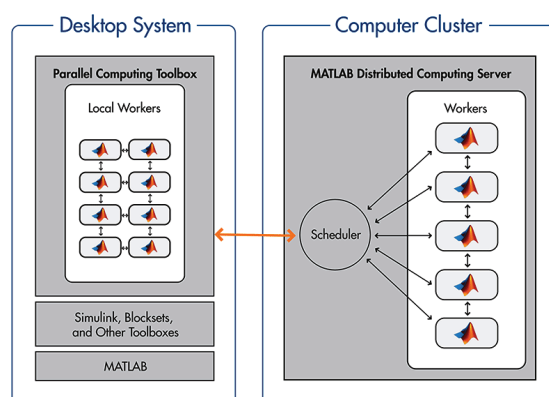 Desktop System
Parallel Computing Toolbox
Local Workers
Simulink, Blocksets,
and Other Toolboxes
MATLAB
Computer Cluster
MATLAB Distributed Computing Server
Workers
Scheduler